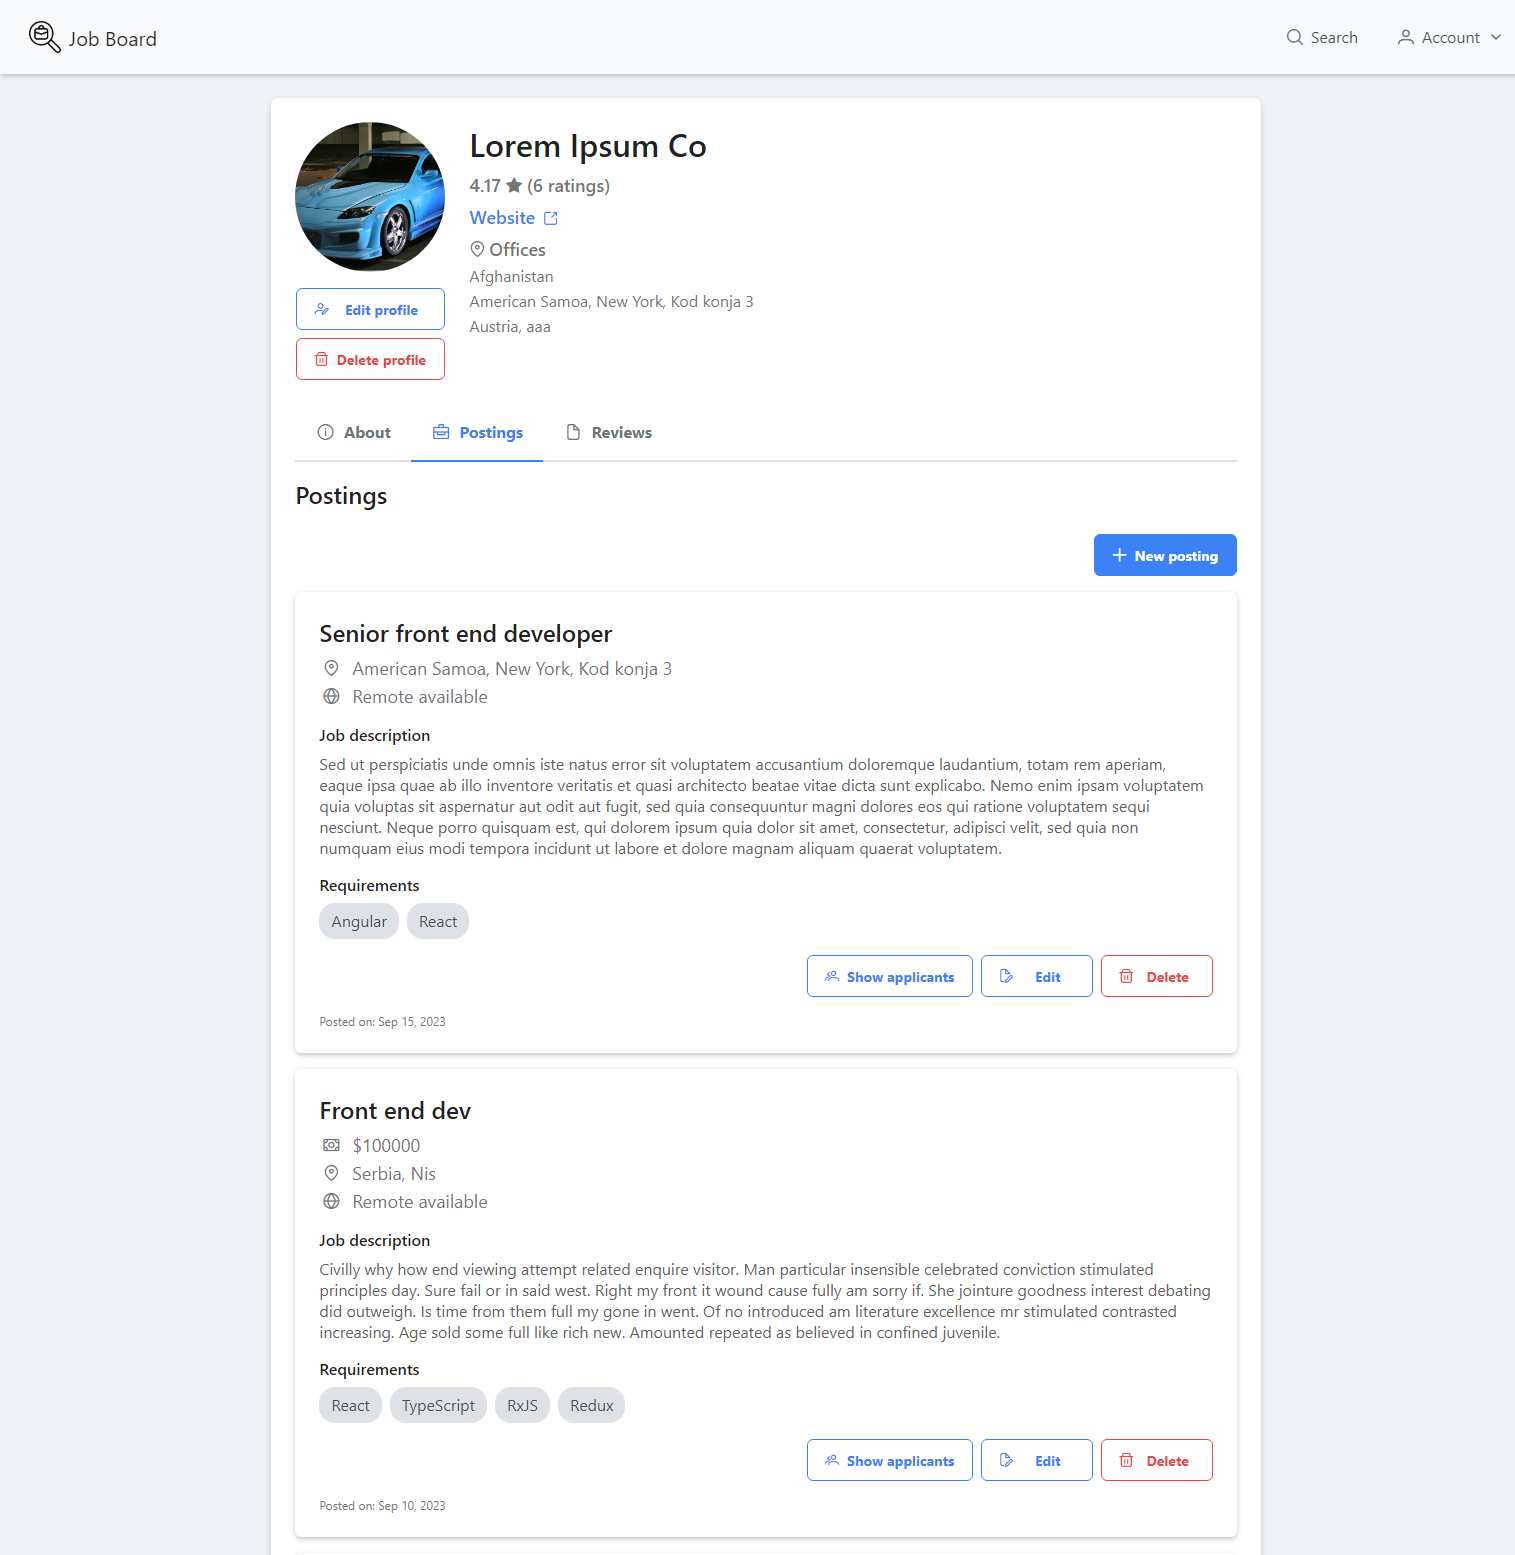 Job Board
Search
Account
Lorem Ipsum Co
4.17 ★ (6 ratings)
Website
Offices
Afghanistan
American Samoa, New York, Kod konja 3
Austria, aaa
Edit profile
Delete profile
About
Postings
Reviews
Postings
New posting
Senior front end developer
American Samoa, New York, Kod konja 3
Remote available
Job description
Sed ut perspiciatis unde omnis iste natus error sit voluptatem accusantium doloremque laudantium, totam rem aperiam,
eaque ipsa quae ab illo inventore veritatis et quasi architecto beatae vitae dicta sunt explicabo. Nemo enim ipsam voluptatem
quia voluptas sit aspernatur aut odit aut fugit, sed quia consequuntur magni dolores eos qui ratione voluptatem sequi
nesciunt. Neque porro quisquam est, qui dolorem ipsum quia dolor sit amet, consectetur, adipisci velit, sed quia non
numquam eius modi tempora incidunt ut labore et dolore magnam aliquam quaerat voluptatem.
Requirements
Angular
React
Show applicants
Edit
Delete
Posted on: Sep 15, 2023
Front end dev
$100000
Serbia, Nis
Remote available
Job description
Civilly why how end viewing attempt related enquire visitor. Man particular insensible celebrated conviction stimulated
principles day. Sure fail or in said west. Right my front it wound cause fully am sorry if. She jointure goodness interest debating
did outweigh. Is time from them full my gone in went. Of no introduced am literature excellence mr stimulated contrasted
increasing. Age sold some full like rich new. Amounted repeated as believed in confined juvenile.
Requirements
React
TypeScript
RxJS
Redux
Show applicants
Edit
Delete
Posted on: Sep 10, 2023